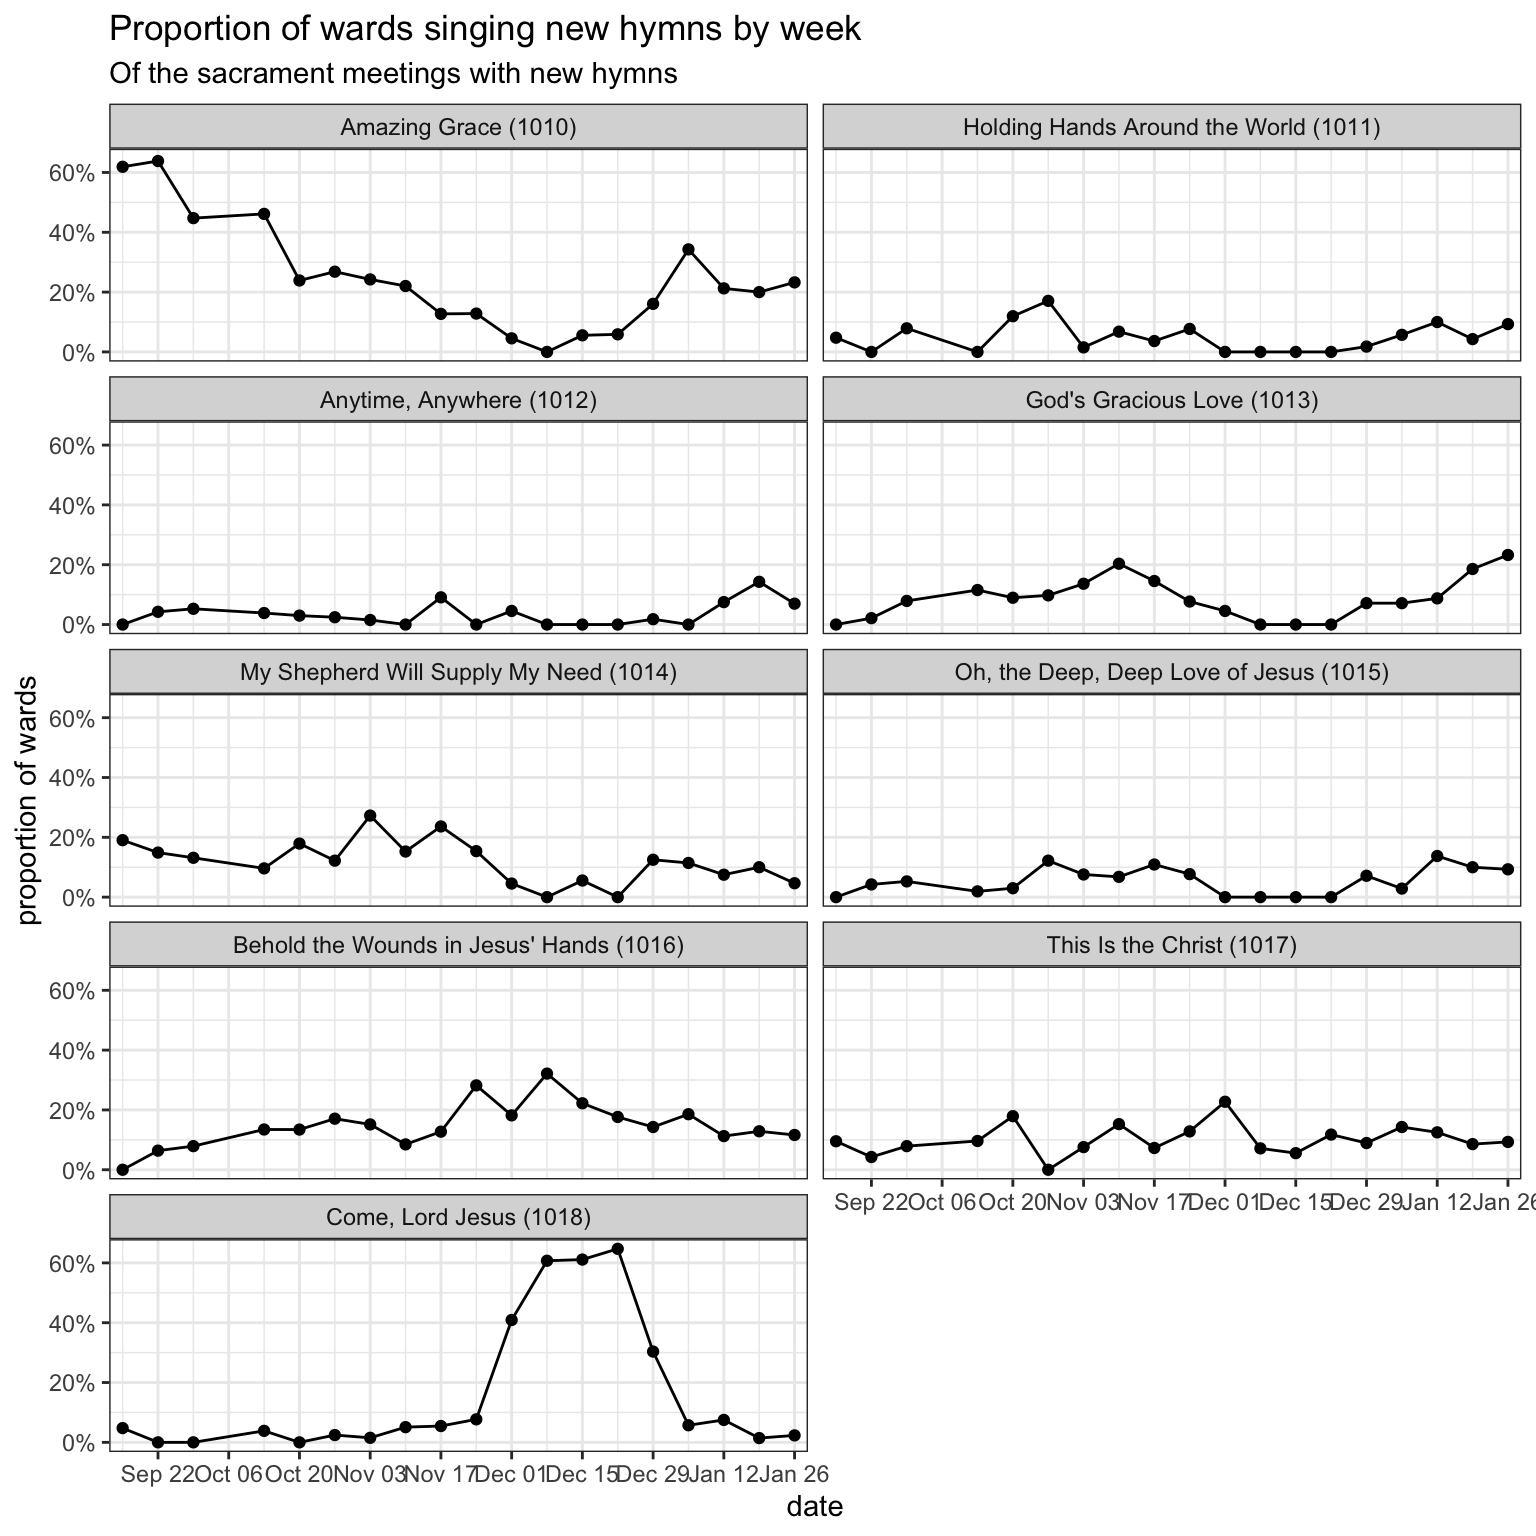 Proportion of wards singing new hymns by week
Of the sacrament meetings with new hymns
Amazing Grace (1010)
Holding Hands Around the World (1011)
60%
40%
20%
0%
Anytime, Anywhere (1012)
God's Gracious Love (1013)
60%
40%
20%
0%
My Shepherd Will Supply My Need (1014)
Oh, the Deep, Deep Love of Jesus (1015)
60%
40%
20%
0%
proportion of wards
Behold the Wounds in Jesus' Hands (1016)
This Is the Christ (1017)
60%
40%
20%
0%
Sep 22 Oct 06 Oct 20 Nov 03 Nov 17 Dec 01 Dec 15 Dec 29 Jan 12 Jan 26
Come, Lord Jesus (1018)
60%
40%
20%
0%
Sep 22 Oct 06 Oct 20 Nov 03 Nov 17 Dec 01 Dec 15 Dec 29 Jan 12 Jan 26
date